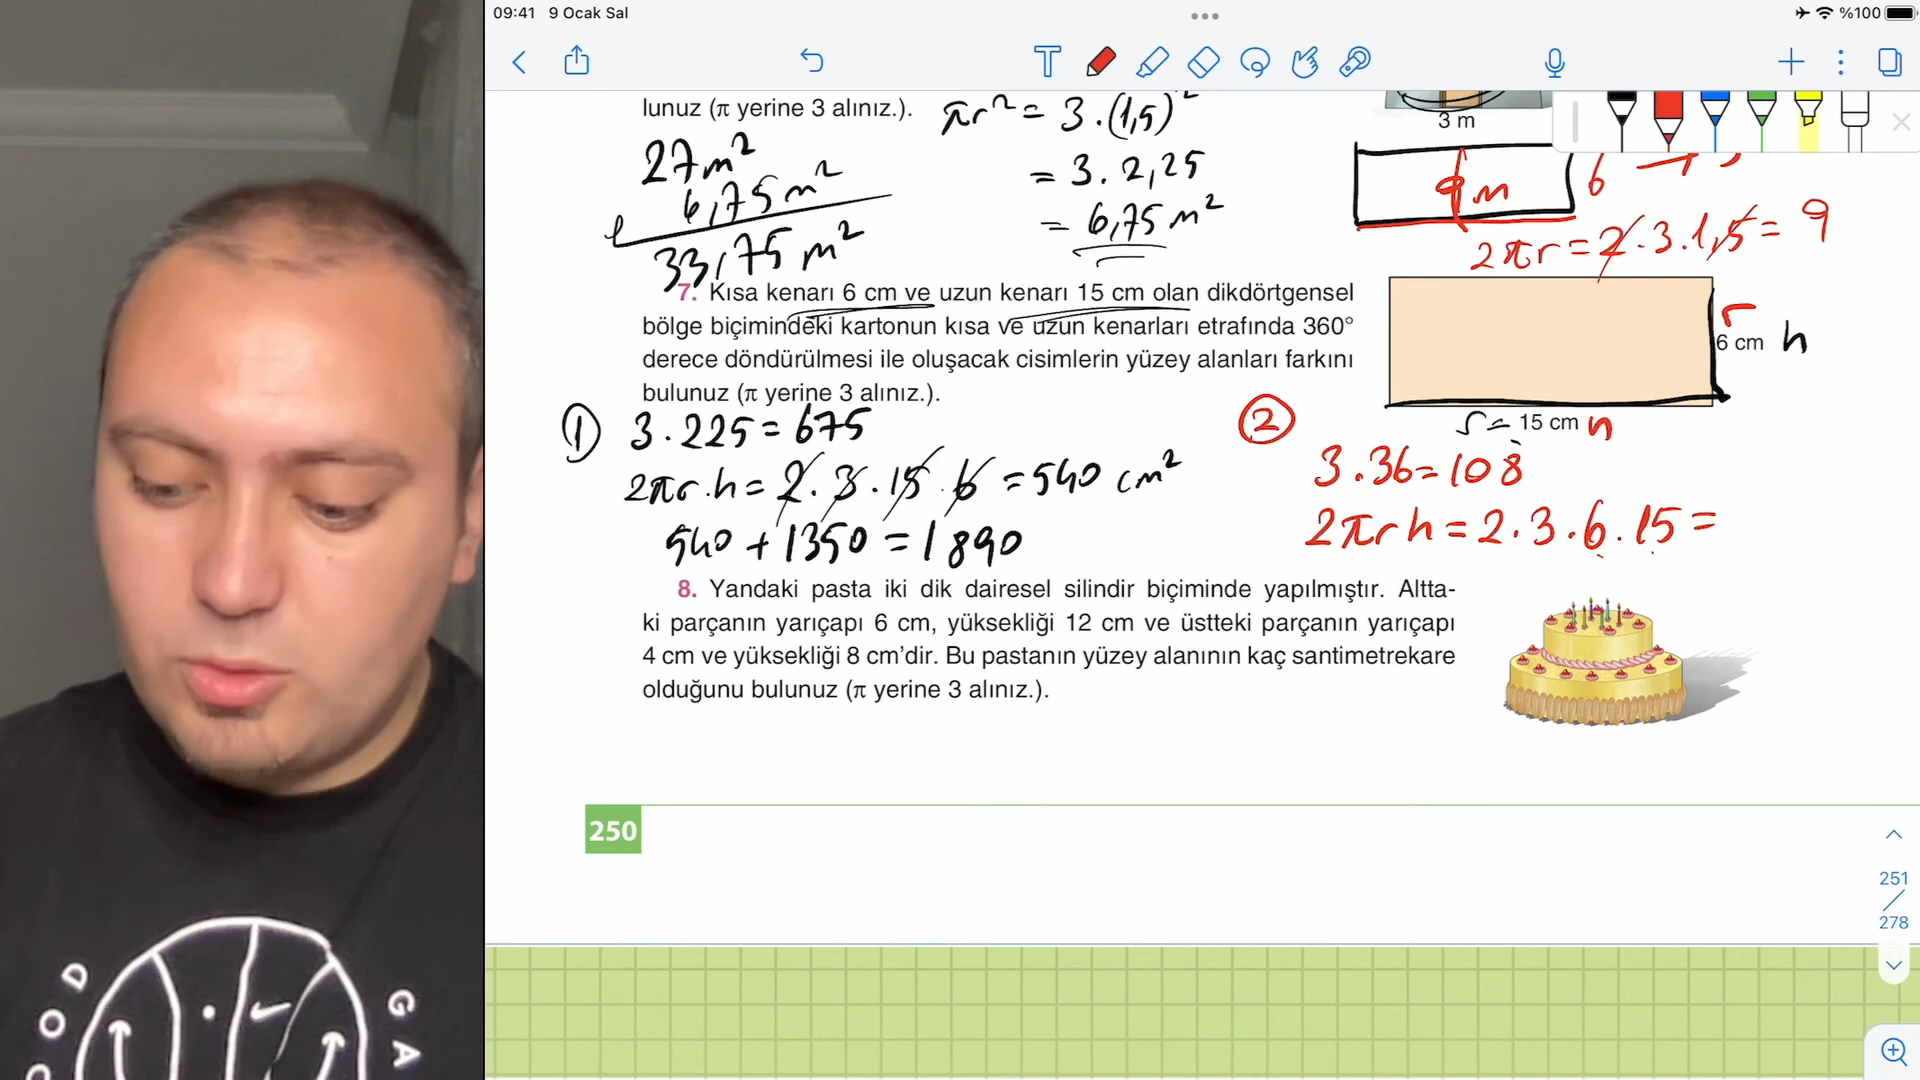 09:41 9 Ocak Sal
%100
lunuz (π yerine 3 alınız.).
πr² = 3.(1,5)²
= 3.2,25
= 6,75 m²
27 m²
6,75 m²
33,75 m²
3 m
m
6
2πr = 2.3.1,5 = 9
7. Kısa kenarı 6 cm ve uzun kenarı 15 cm olan dikdörtgensel
bölge biçimindeki kartonun kısa ve uzun kenarları etrafında 360°
derece döndürülmesi ile oluşacak cisimlerin yüzey alanları farkını
bulunuz (π yerine 3 alınız.).
r
6 cm h
r = 15 cm h
1 3.225=675
2πr.h = 2.3.15.6 = 540 cm²
540 + 1350 = 1890
2
3.36=108
2πrh = 2.3.6.15 =
8. Yandaki pasta iki dik dairesel silindir biçiminde yapılmıştır. Altta-
ki parçanın yarıçapı 6 cm, yüksekliği 12 cm ve üstteki parçanın yarıçapı
4 cm ve yüksekliği 8 cm'dir. Bu pastanın yüzey alanının kaç santimetrekare
olduğunu bulunuz (π yerine 3 alınız.).
250
251
278
D
O
G
A